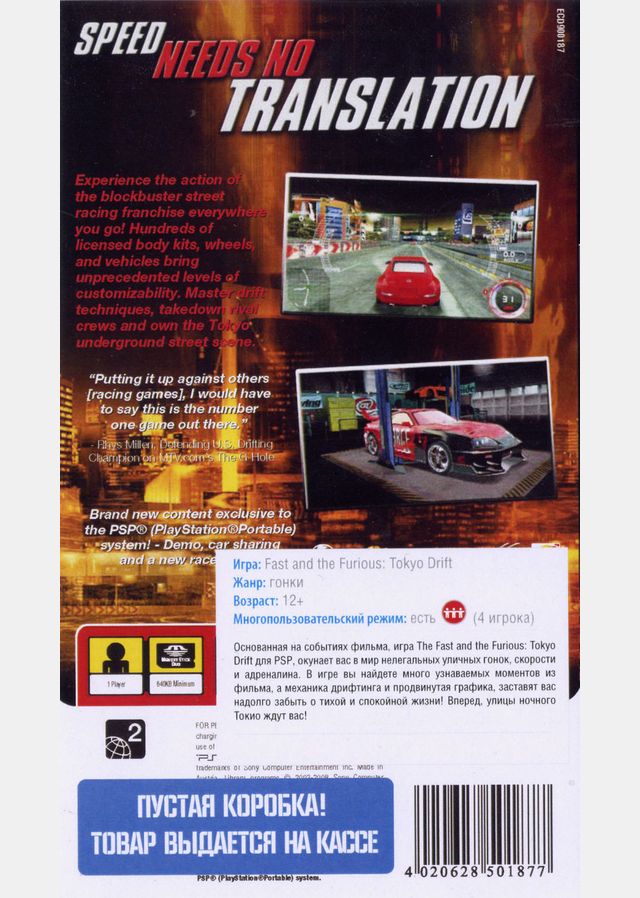 SPEED
NEEDS NO
TRANSLATION
ECD900187
Experience the action of
the blockbuster street
racing franchise everywhere
you go! Hundreds of
licensed body kits, wheels,
and vehicles bring
unprecedented levels of
customizability. Master drift
techniques, takedown rival
crews and own the Tokyo
underground street scene.
“Putting it up against others
[racing games], I would have
to say this is the number
one game out there,”
- Rhys Millen, Defending U.S. Drifting
Champion on MTV.com's The G-Hole
Brand new content exclusive to
the PSP® (PlayStation®Portable)
system! - Demo, car sharing
and a new race
Игра: Fast and the Furious: Tokyo Drift
Жанр: гонки
Возраст: 12+
Многопользовательский режим: есть (4 игрока)
Основанная на событиях фильма, игра The Fast and the Furious: Tokyo
Drift для PSP, окунает вас в мир нелегальных уличных гонок, скорости
и адреналина. В игре вы найдете много узнаваемых моментов из
фильма, а механика дрифтинга и продвинутая графика, заставят вас
надолго забыть о тихой и спокойной жизни! Вперед, улицы ночного
Токио ждут вас!
1 Player
MEMORY STICK
DUO
640KB Minimum
2
use of
trademarks of Sony Computer Entertainment Inc. Made in
Austria. Library programs © 2002-2008 Sony Computer
ПУСТАЯ КОРОБКА!
ТОВАР ВЫДАЕТСЯ НА КАССЕ
PSP® (PlayStation®Portable) system.
4 020628 501877